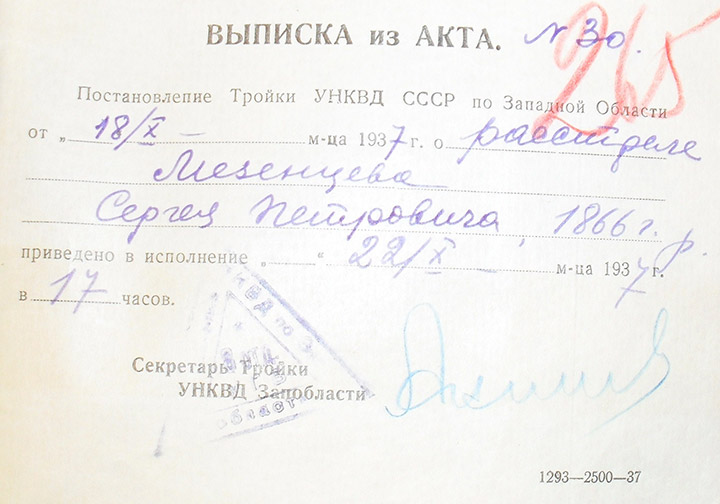 ВЫПИСКА из АКТА. N 30.
265
Постановление Тройки УНКВД СССР по Западной Области
от „ 18/X м-ца 1937 г. о расстреле
Мезенцева
Сергея Петровича, 1866 г. р.
приведено в исполнение „ “ 22/X м-ца 1937 г.
в 17 часов.
Секретарь Тройки
УНКВД Запобласти
1293—2500—37